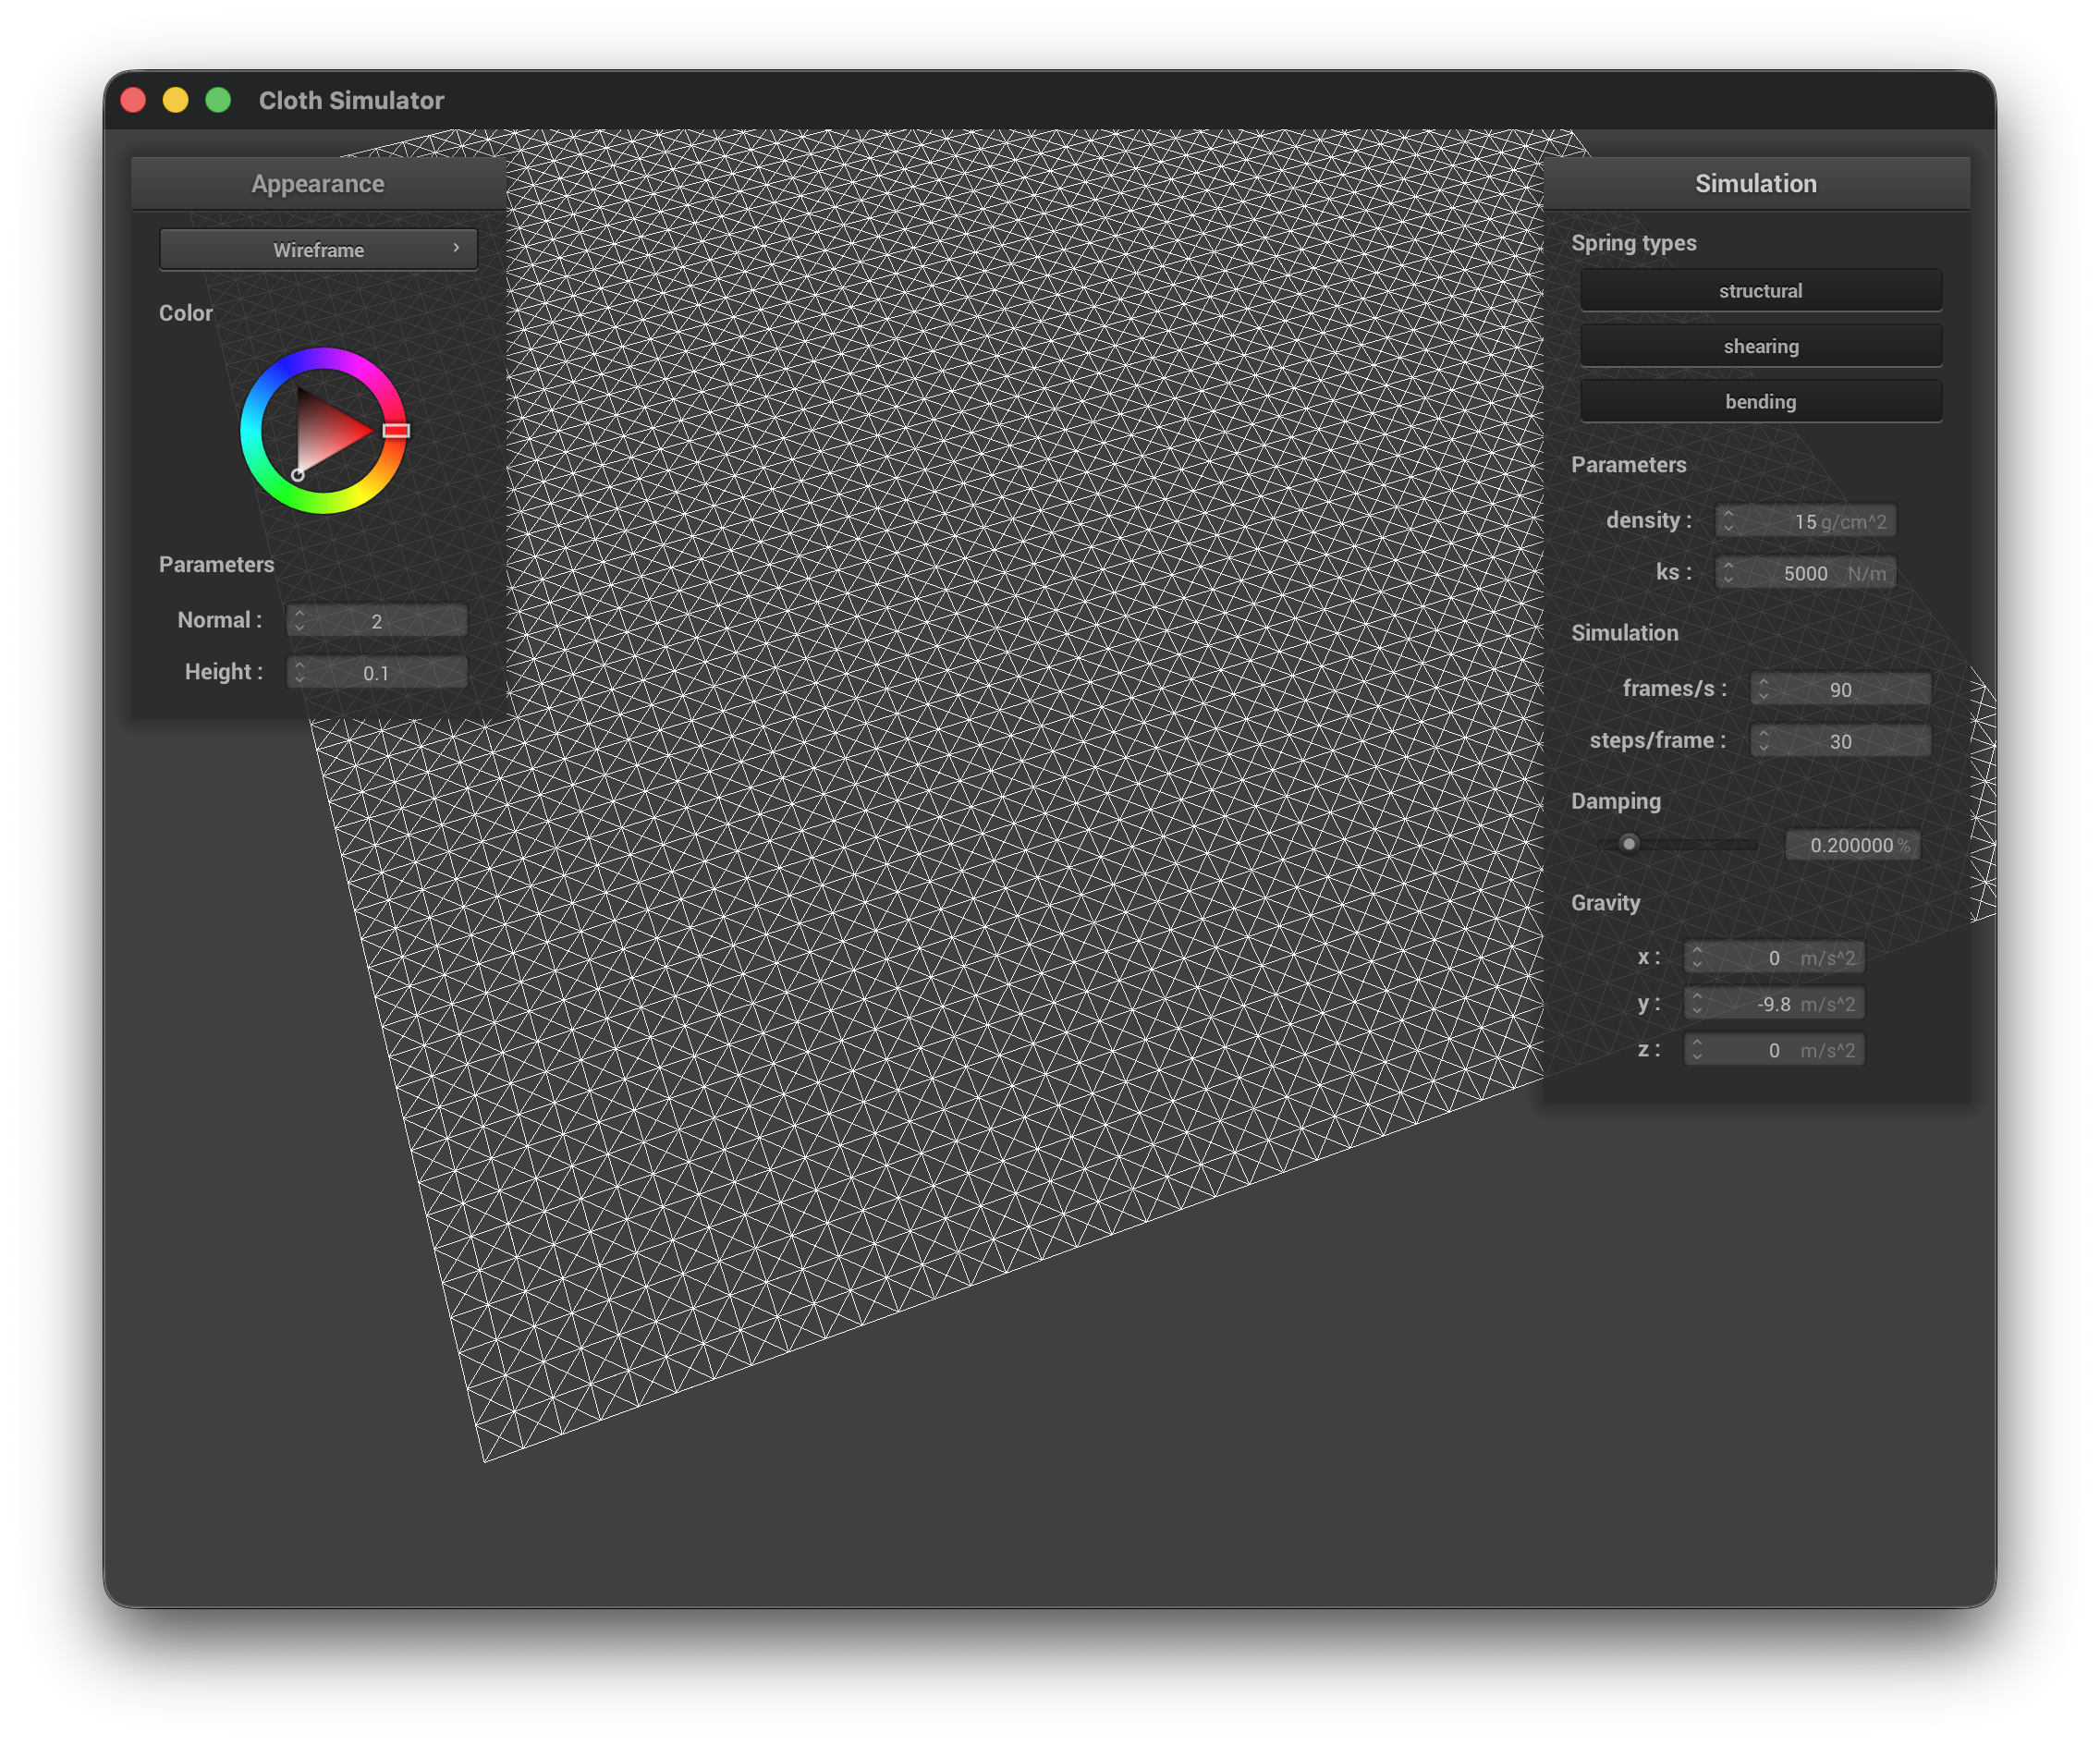 Cloth Simulator
Appearance
Wireframe
Color
Parameters
Normal : 2
Height : 0.1
Simulation
Spring types
structural
shearing
bending
Parameters
density : 15 g/cm^2
ks : 5000 N/m
Simulation
frames/s : 90
steps/frame : 30
Damping
0.200000 %
Gravity
x : 0 m/s^2
y : -9.8 m/s^2
z : 0 m/s^2